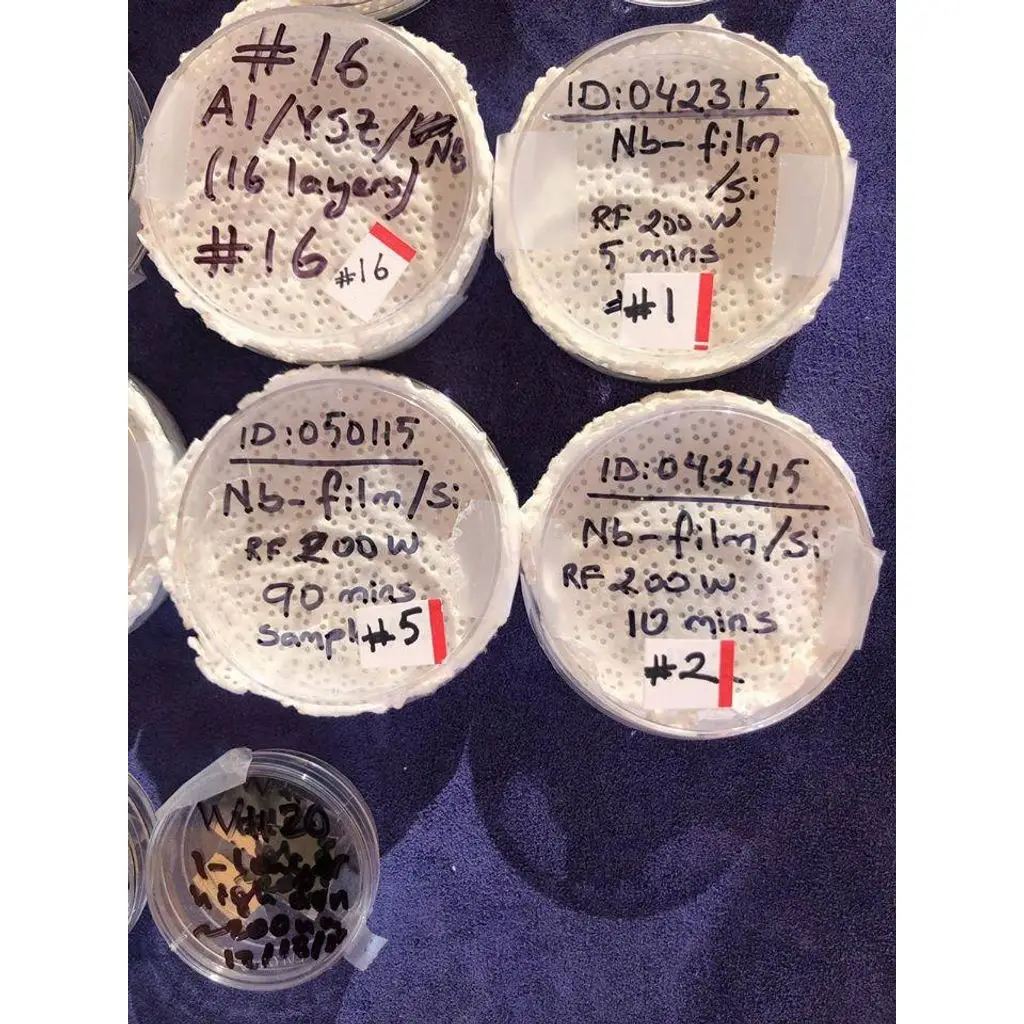 #16
Al/YSZ/Nb
(16 layers)
#16
#16
ID:042315
Nb-film
/Si
RF 200 W
5 mins
#1
ID:050115
Nb-film/Si
RF 200 W
90 mins
Sampl
#5
ID:042415
Nb-film/Si
RF 200 W
10 mins
#2
#20
high